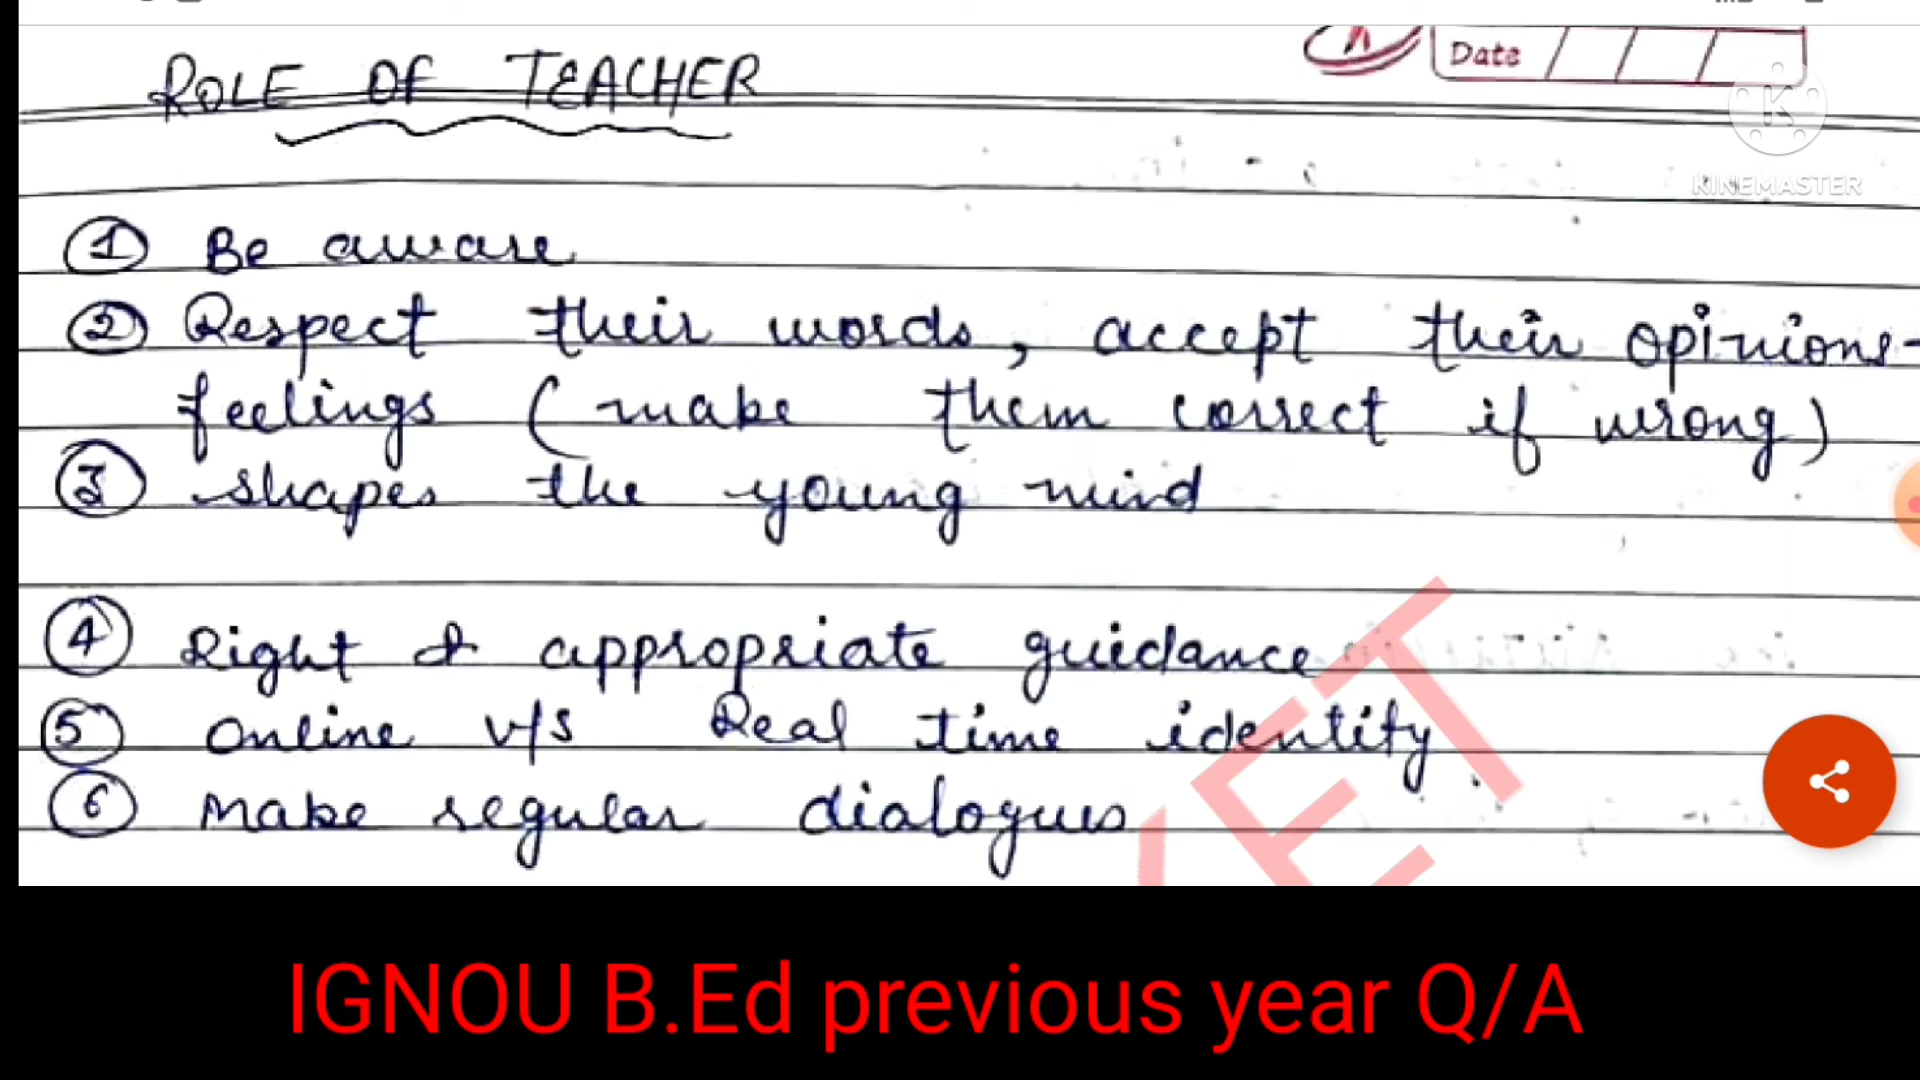 ROLE OF TEACHER
Date
KINEMASTER
① Be aware
② Respect their words, accept their opinions-
feelings (make them correct if wrong)
③ shapes the young mind
④ Right & appropriate guidance
⑤ Online v/s Real time identity
⑥ Make regular dialogues
KET
IGNOU B.Ed previous year Q/A